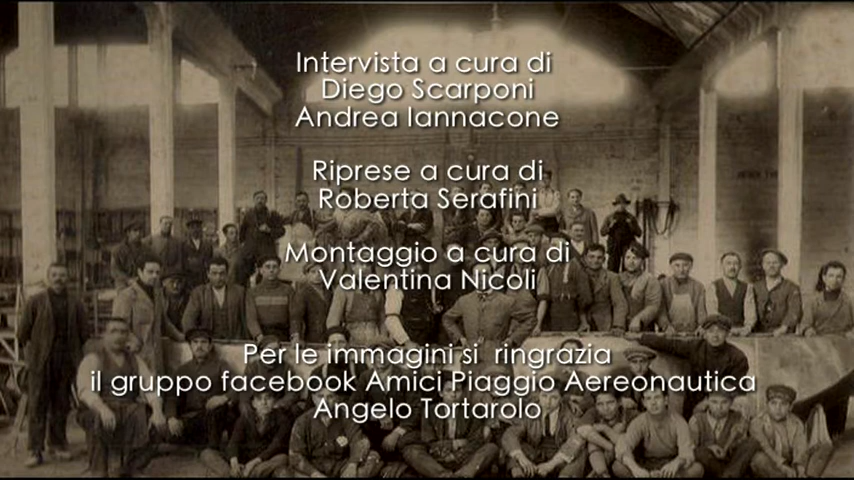 Intervista a cura di
Diego Scarponi
Andrea Iannacone
Riprese a cura di
Roberta Serafini
Montaggio a cura di
Valentina Nicoli
Per le immagini si ringrazia
il gruppo facebook Amici Piaggio Aereonautica
Angelo Tortarolo